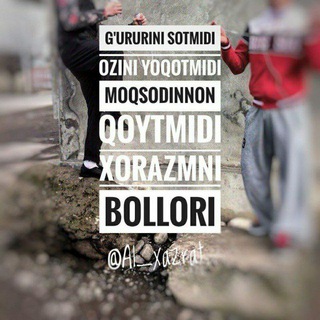 G'URURINI SOTMIDI
OZINI YOQOTMIDI
MOQSODINNON
QOYTMIDI
XORAZMNI
BOLLORI
@Al_xazrat